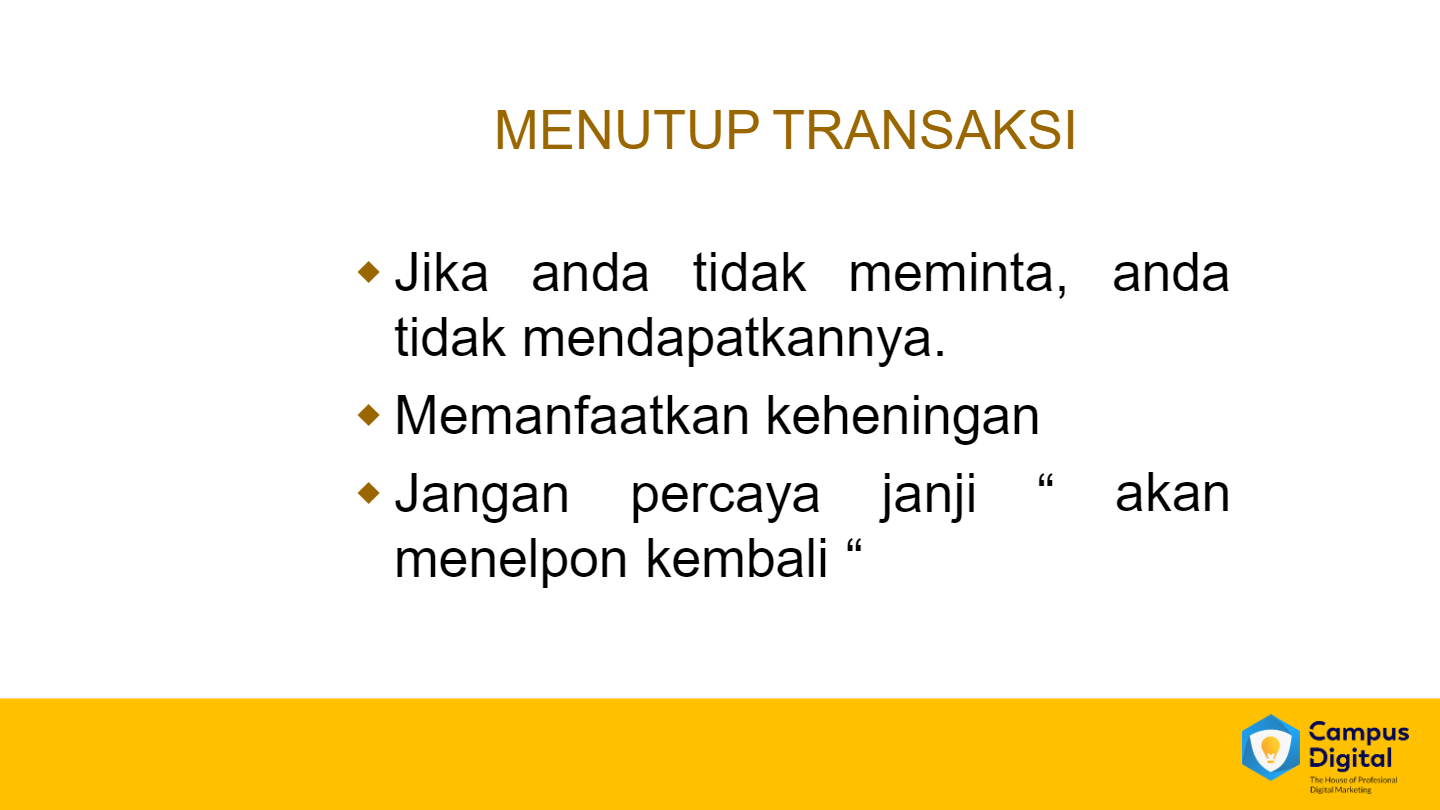 MENUTUP TRANSAKSI
◆ Jika anda tidak meminta, anda
tidak mendapatkannya.
◆ Memanfaatkan keheningan
◆ Jangan percaya janji “ akan
menelpon kembali “
Campus
Digital
The House of Profesional
Digital Marketing